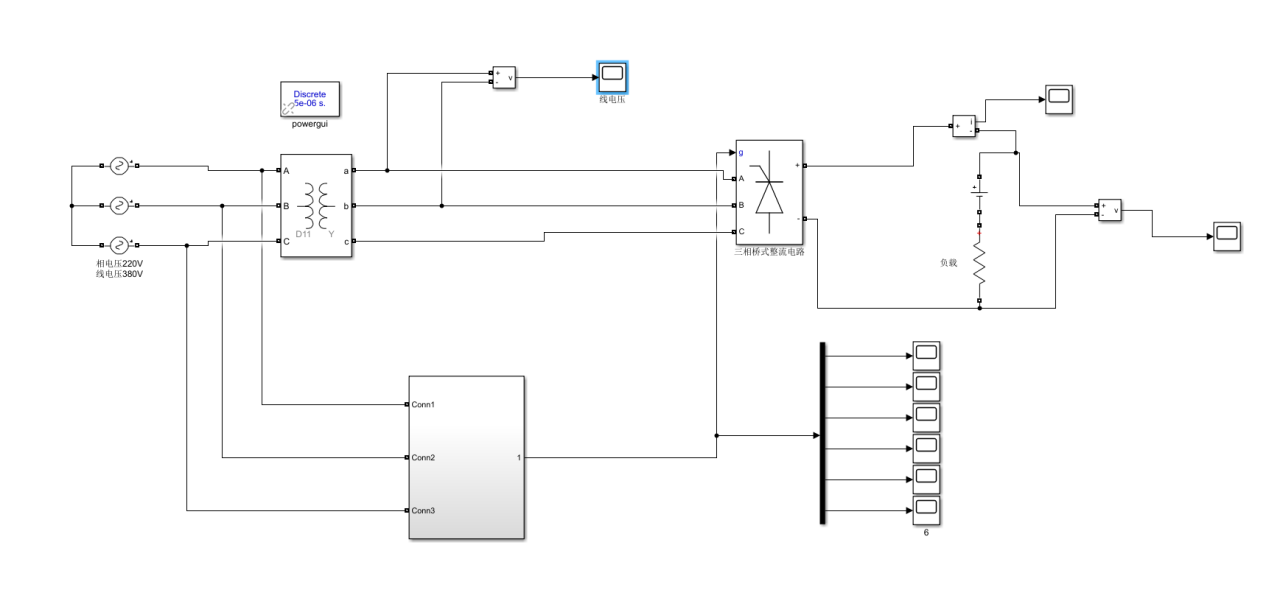 Discrete
5e-06 s.
powergui
+
-
v
线电压
A
B
C
D11
Y
a
b
c
相电压220V
线电压380V
g
A
B
C
+
-
三相桥式整流电路
+
i
-
+
+
负载
+
-
v
Conn1
Conn2
Conn3
1
6